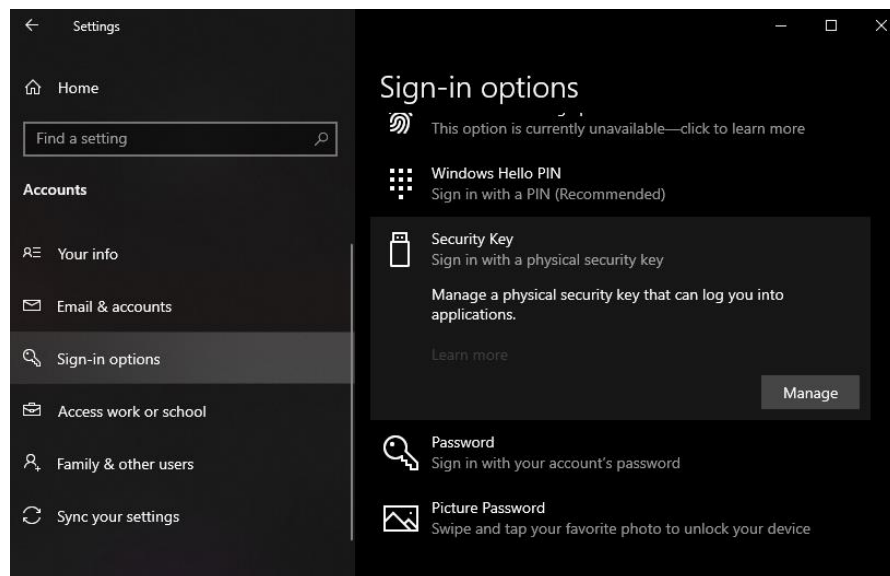 Settings
Home
Find a setting
Accounts
Your info
Email & accounts
Sign-in options
Access work or school
Family & other users
Sync your settings
Sign-in options
This option is currently unavailable—click to learn more
Windows Hello PIN
Sign in with a PIN (Recommended)
Security Key
Sign in with a physical security key
Manage a physical security key that can log you into
applications.
Learn more
Manage
Password
Sign in with your account's password
Picture Password
Swipe and tap your favorite photo to unlock your device